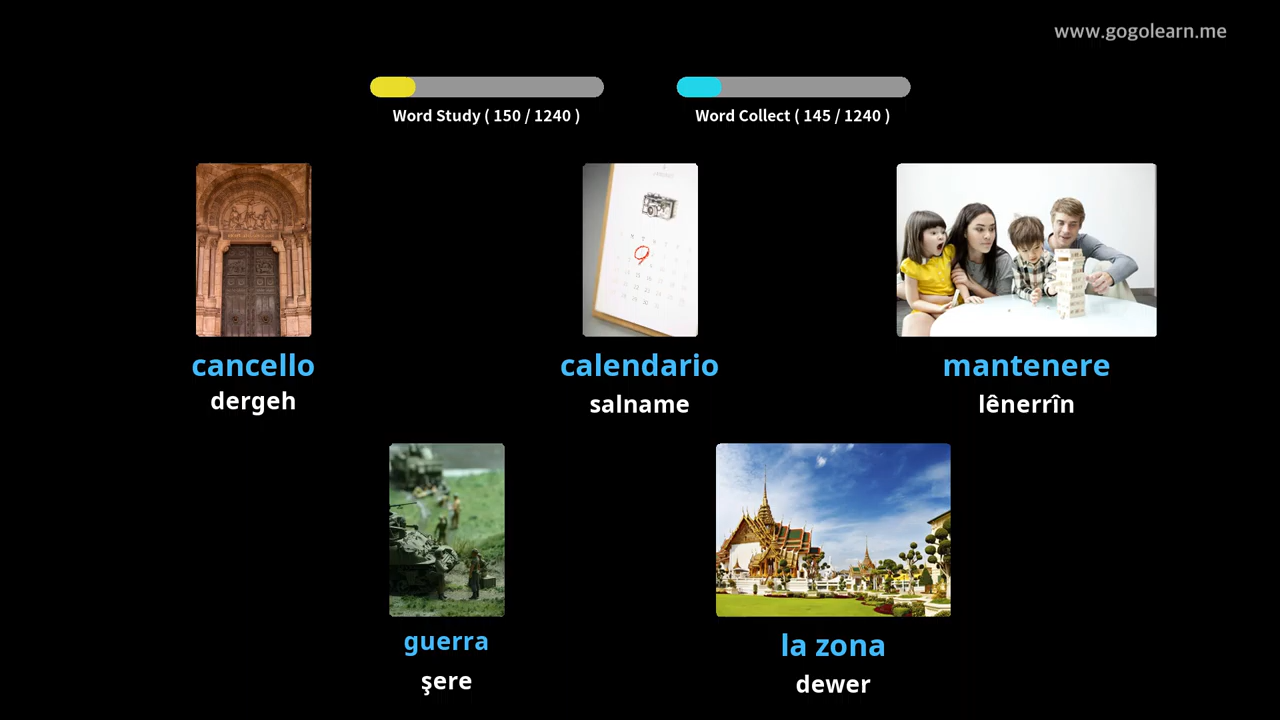 www.gogolearn.me
Word Study ( 150 / 1240 )
Word Collect ( 145 / 1240 )
cancello
dergeh
calendario
salname
mantenere
lênerrîn
guerra
şere
la zona
dewer